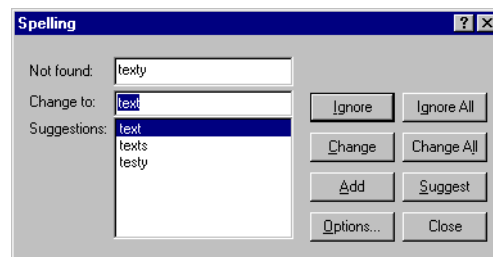 Spelling
Not found: texty
Change to: text
Ignore Ignore All
Suggestions: text
texts
testy
Change Change All
Add Suggest
Options... Close